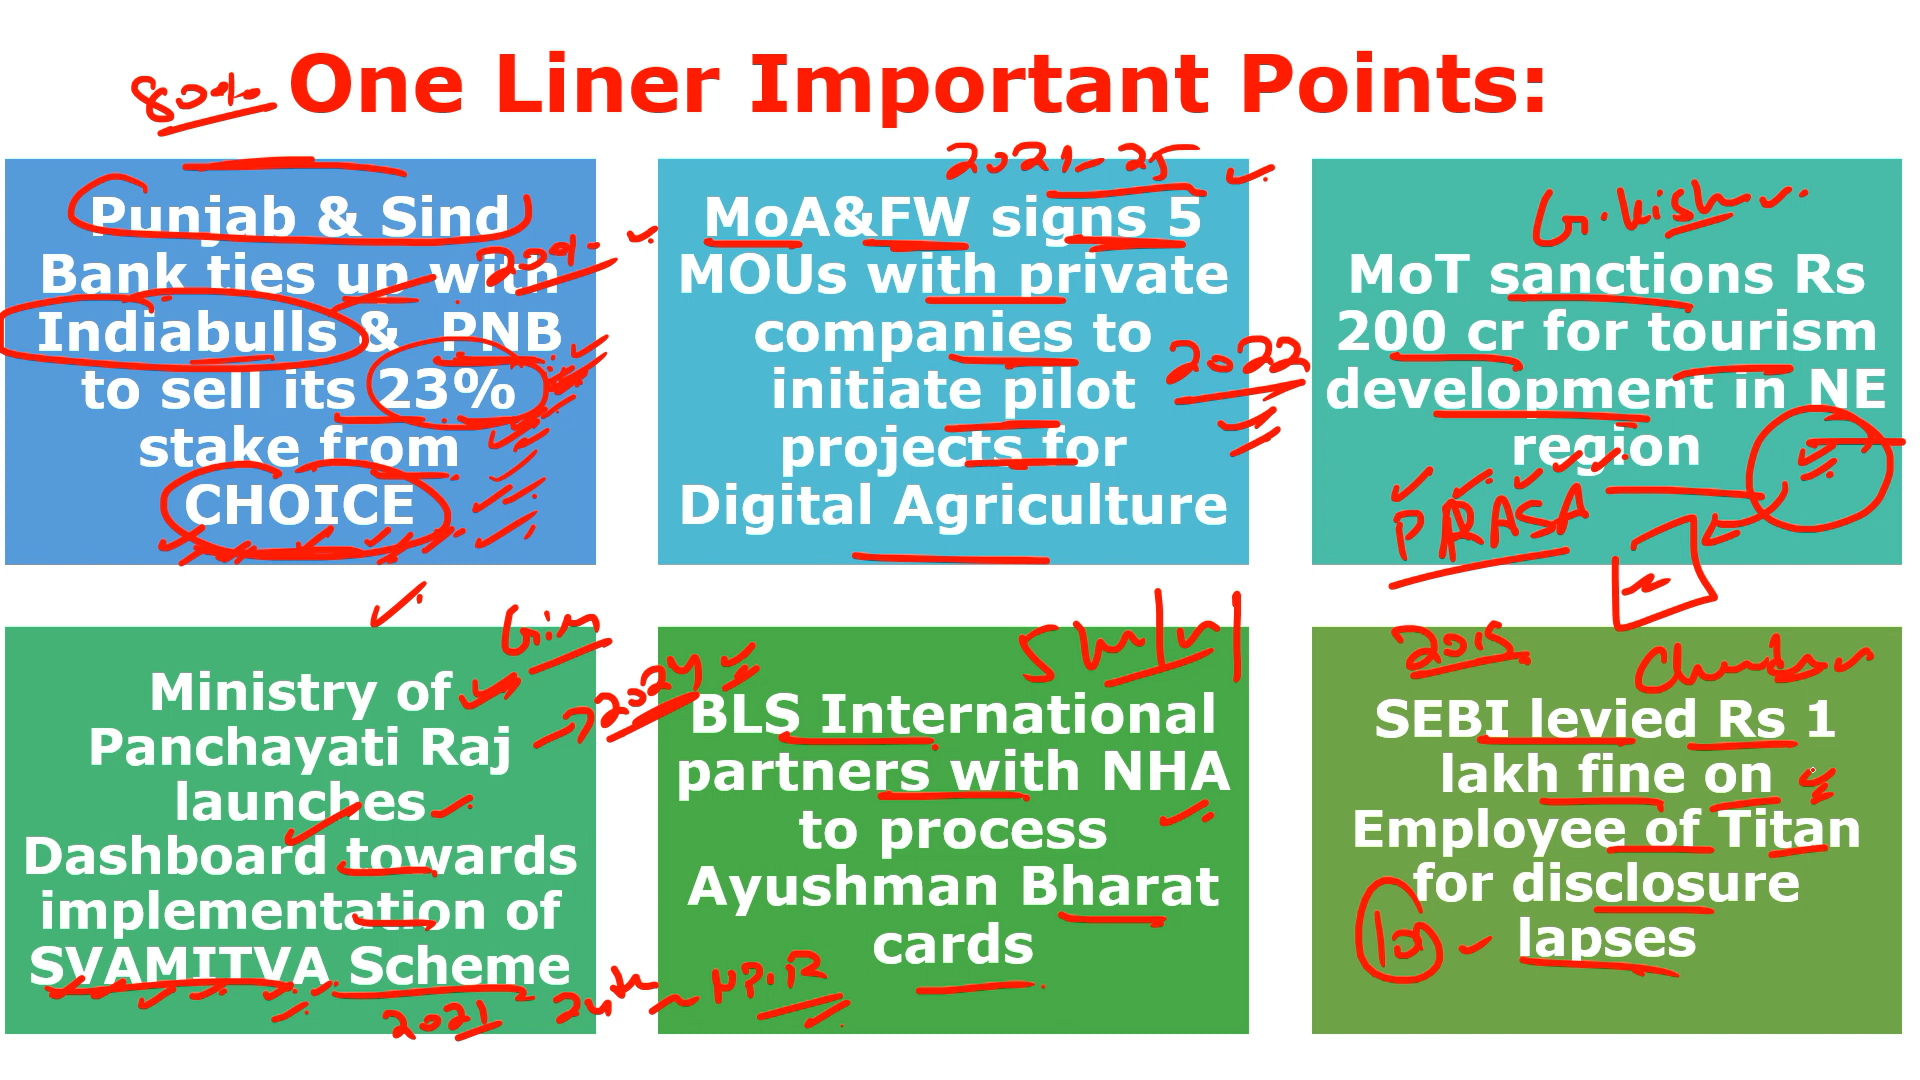 One Liner Important Points:
Punjab & Sind
Bank ties up with
Indiabulls & PNB
to sell its 23%
stake from
CHOICE
2021-25
MoA&FW signs 5
MOUs with private
companies to
initiate pilot
projects for
Digital Agriculture
2022
G.kishan
MoT sanctions Rs
200 cr for tourism
development in NE
region
PRASA
Ministry of
Panchayati Raj
launches
Dashboard towards
implementation of
SVAMITVA Scheme
2021
2024
BLS International
partners with NHA
to process
Ayushman Bharat
cards
2015
SEBI levied Rs 1
lakh fine on
Employee of Titan
for disclosure
lapses